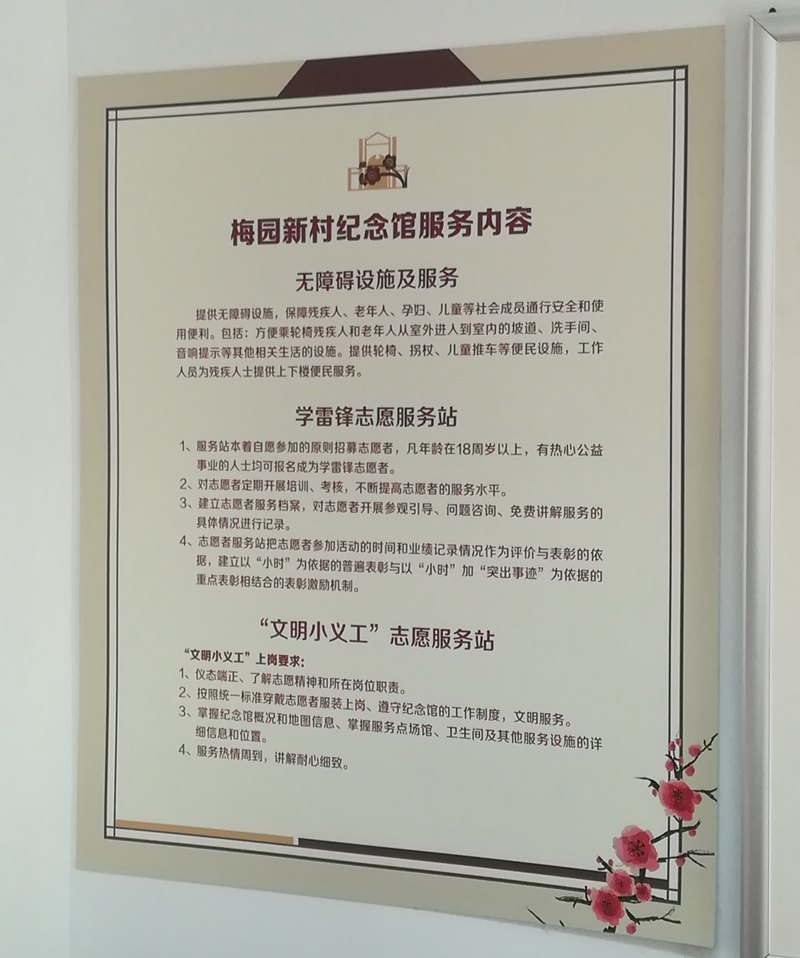 梅园新村纪念馆服务内容
无障碍设施及服务
提供无障碍设施，保障残疾人、老年人、孕妇、儿童等社会成员通行安全和使
用便利。包括：方便乘轮椅残疾人和老年人从室外进人到室内的坡道、洗手间、
音响提示等其他相关生活的设施。提供轮椅、拐杖、儿童推车等便民设施，工作
人员为残疾人士提供上下楼便民服务。
学雷锋志愿服务站
1、服务站本着自愿参加的原则招募志愿者，凡年龄在18周岁以上，有热心公益
事业的人士均可报名成为学雷锋志愿者。
2、对志愿者定期开展培训、考核，不断提高志愿者的服务水平。
3、建立志愿者服务档案，对志愿者开展参观引导、问题咨询、免费讲解服务的
具体情况进行记录。
4、志愿者服务站把志愿者参加活动的时间和业绩记录情况作为评价与表彰的依
据，建立以“小时”为依据的普遍表彰与以“小时”加“突出事迹”为依据的
重点表彰相结合的表彰激励机制。
“文明小义工”志愿服务站
“文明小义工”上岗要求：
1、仪态端正、了解志愿精神和所在岗位职责。
2、按照统一标准穿戴志愿者服装上岗、遵守纪念馆的工作制度，文明服务。
3、掌握纪念馆概况和地图信息、掌握服务点场馆、卫生间及其他服务设施的详
细信息和位置。
4、服务热情周到，讲解耐心细致。